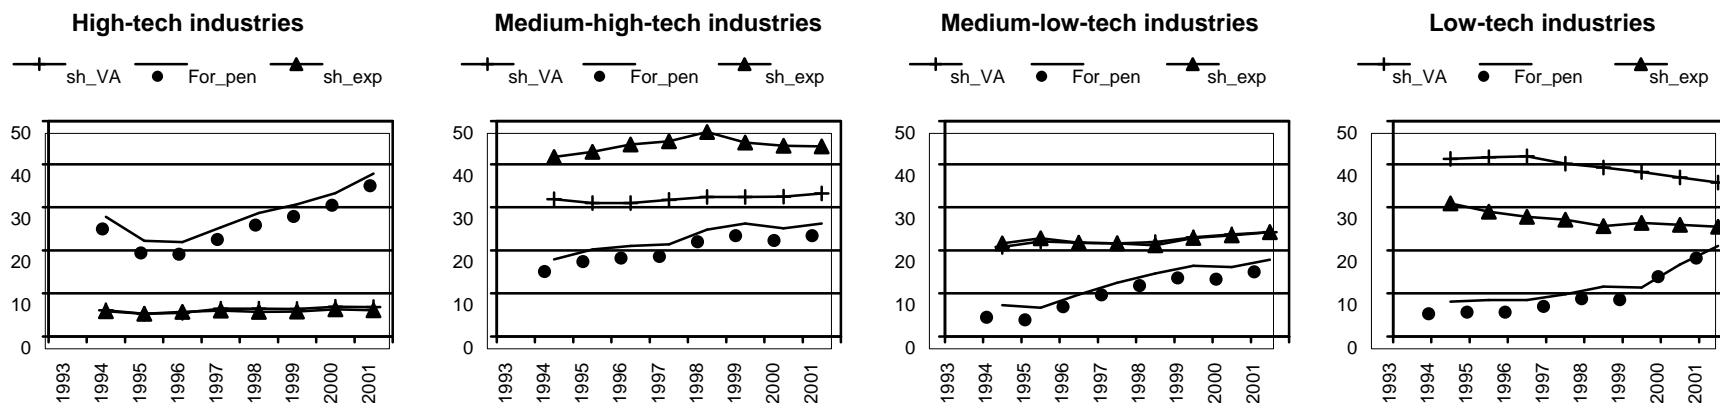 High-tech industries
sh_VA For_pen sh_exp
50
40
30
20
10
0
1993 1994 1995 1996 1997 1998 1999 2000 2001
Medium-high-tech industries
sh_VA For_pen sh_exp
50
40
30
20
10
0
1993 1994 1995 1996 1997 1998 1999 2000 2001
Medium-low-tech industries
sh_VA For_pen sh_exp
50
40
30
20
10
0
1993 1994 1995 1996 1997 1998 1999 2000 2001
Low-tech industries
sh_VA For_pen sh_exp
50
40
30
20
10
0
1993 1994 1995 1996 1997 1998 1999 2000 2001